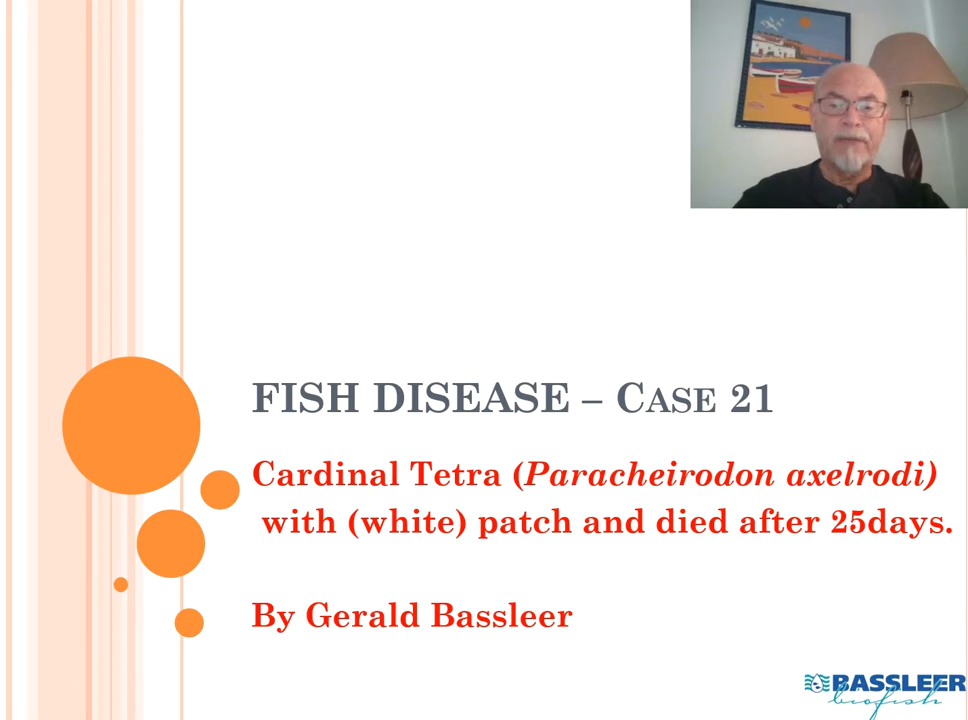 FISH DISEASE – CASE 21
Cardinal Tetra (Paracheirodon axelrodi)
with (white) patch and died after 25days.
By Gerald Bassleer
BASSLEER
biofish